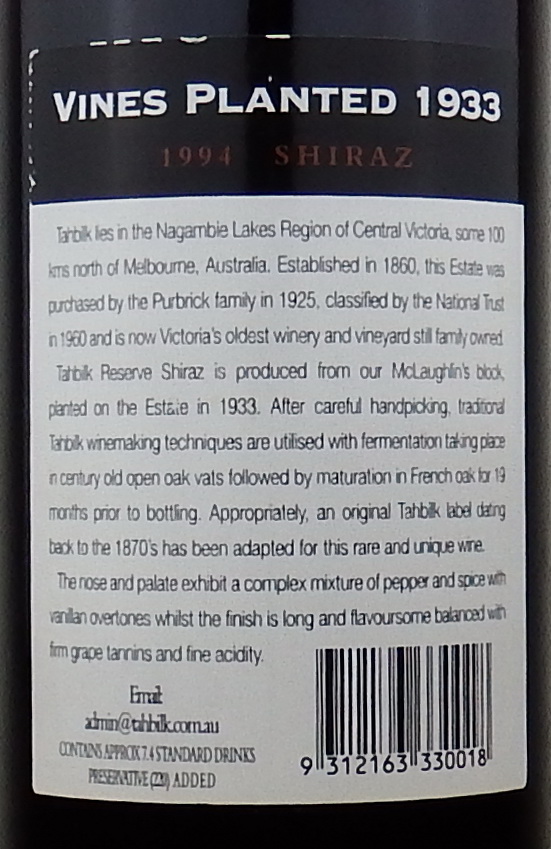 VINES PLANTED 1933
1994 SHIRAZ
Tahbilk lies in the Nagambie Lakes Region of Central Victoria, some 100
kms north of Melbourne, Australia. Established in 1860, this Estate was
purchased by the Purbrick family in 1925, classified by the National Trust
in 1960 and is now Victoria's oldest winery and vineyard still family owned.
Tahbilk Reserve Shiraz is produced from our McLaughlin's block,
planted on the Estate in 1933. After careful handpicking, traditional
Tahbilk winemaking techniques are utilised with fermentation taking place
in century old open oak vats followed by maturation in French oak for 19
months prior to bottling. Appropriately, an original Tahbilk label dating
back to the 1870's has been adapted for this rare and unique wine.
The nose and palate exhibit a complex mixture of pepper and spice with
vanillan overtones whilst the finish is long and flavoursome balanced with
firm grape tannins and fine acidity.
Email:
admin@tahbilk.com.au
CONTAINS APPROX 7.4 STANDARD DRINKS
PRESERVATIVE (220) ADDED
9 312163 330018